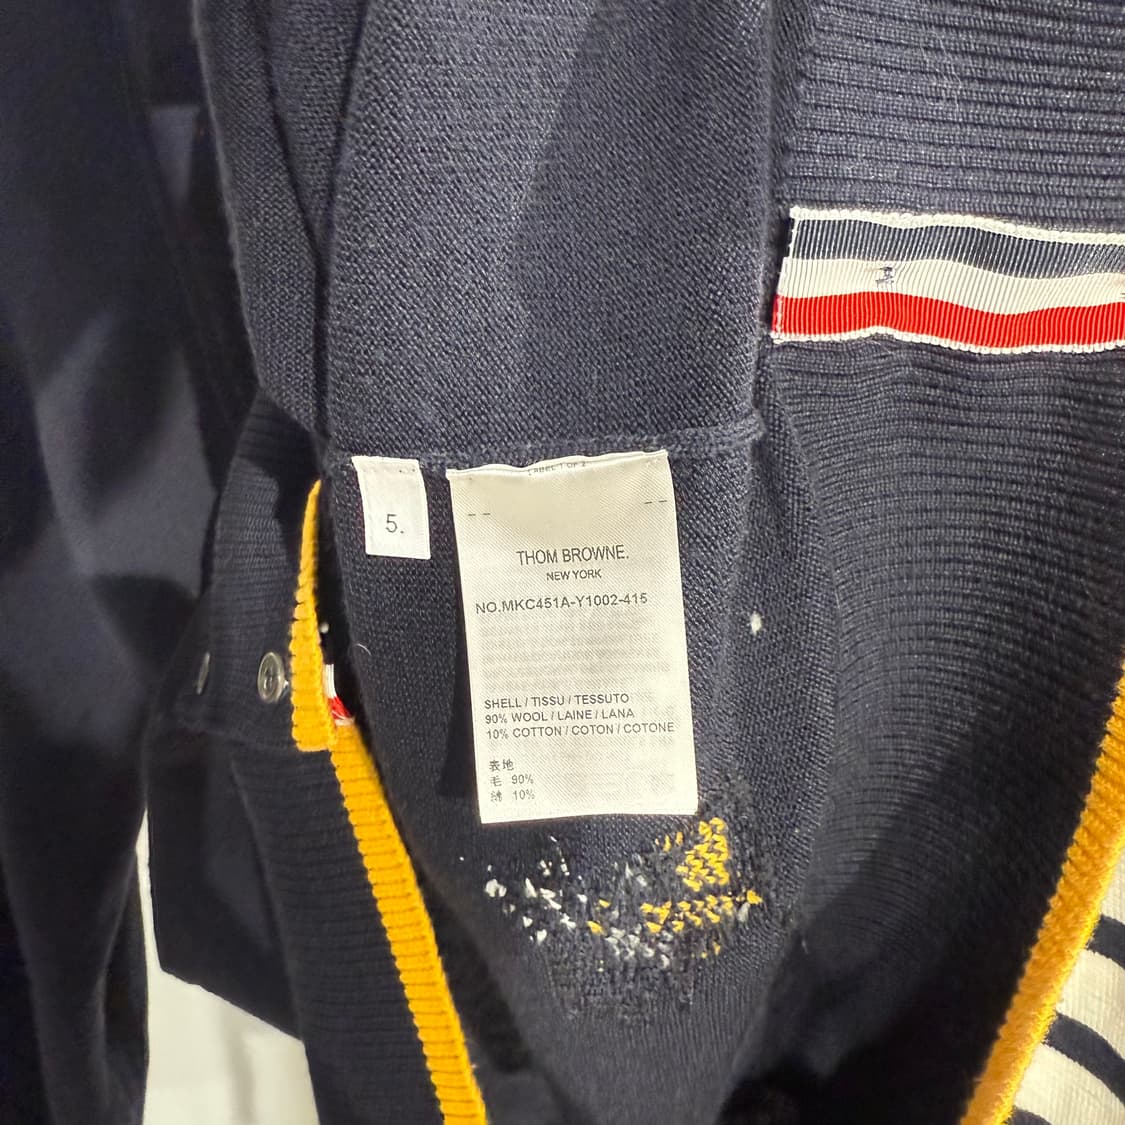 LABEL 1 OF 2
5.
THOM BROWNE.
NEW YORK
NO.MKC451A-Y1002-415
SHELL / TISSU / TESSUTO
90% WOOL / LAINE / LANA
10% COTTON / COTON / COTONE
表地
毛 90%
綿 10%